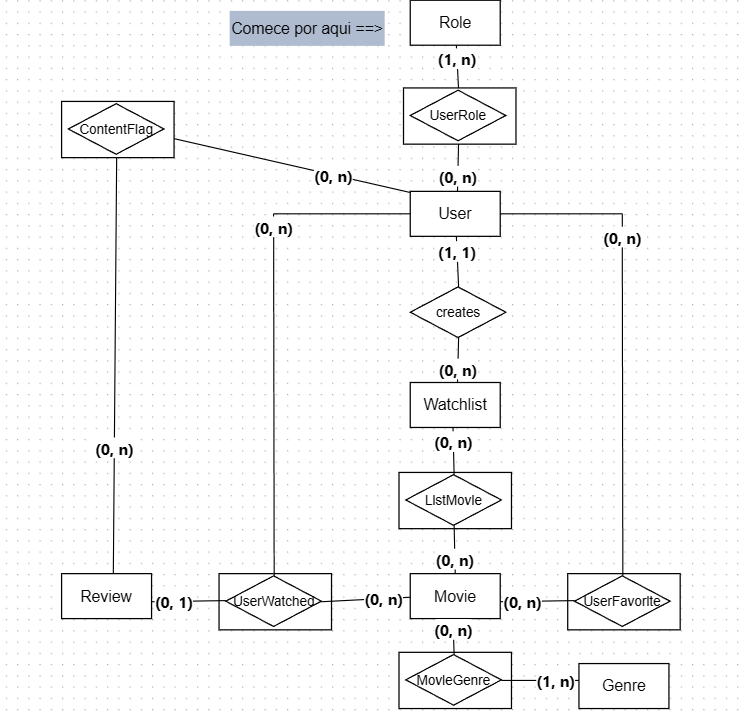 Comece por aqui ==>
Role
(1, n)
UserRole
ContentFlag
(0, n)
(0, n)
User
(0, n)
(1, 1)
(0, n)
creates
(0, n)
Watchlist
(0, n)
(0, n)
LIstMovIe
(0, n)
Review
(0, 1)
UserWatched
(0, n)
Movie
(0, n)
UserFavorIte
(0, n)
MovIeGenre
(1, n)
Genre